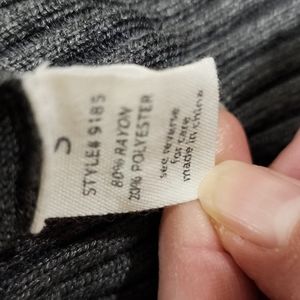 STYLE# 9185
80% RAYON
20% POLYESTER
see reverse
for care
made in china